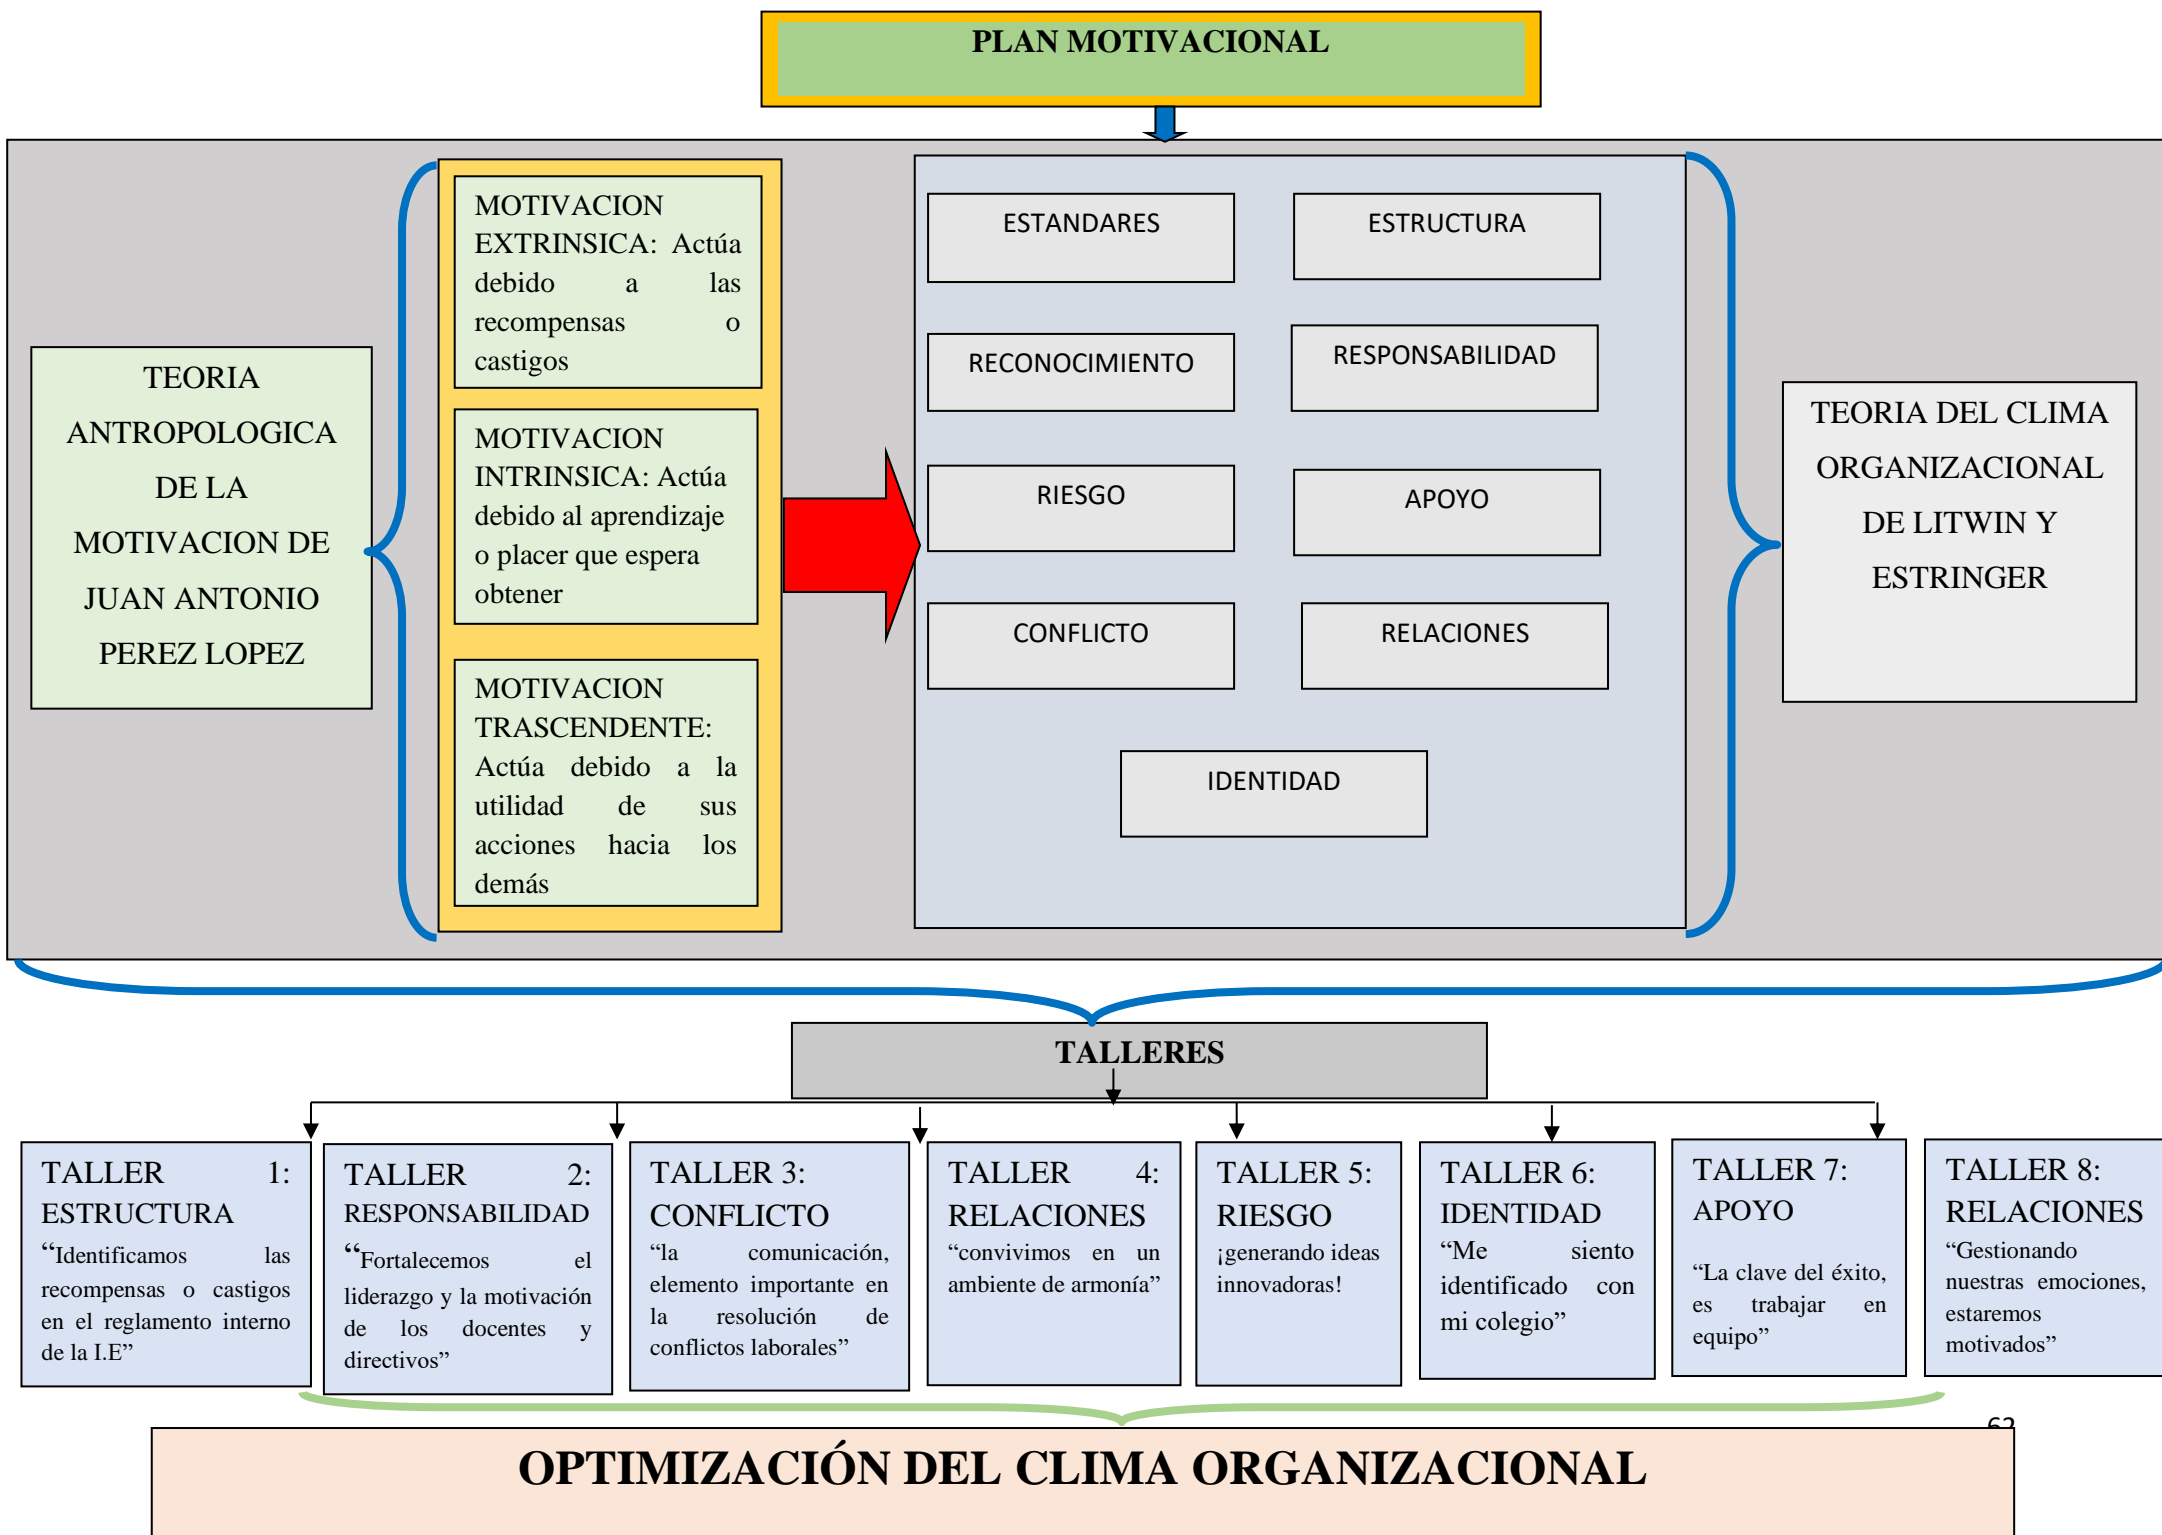 PLAN MOTIVACIONAL
TEORIA
ANTROPOLOGICA
DE LA
MOTIVACION DE
JUAN ANTONIO
PEREZ LOPEZ
MOTIVACION
EXTRINSICA: Actúa
debido a las
recompensas o
castigos
MOTIVACION
INTRINSICA: Actúa
debido al aprendizaje
o placer que espera
obtener
MOTIVACION
TRASCENDENTE:
Actúa debido a la
utilidad de sus
acciones hacia los
demás
ESTANDARES
ESTRUCTURA
RECONOCIMIENTO
RESPONSABILIDAD
RIESGO
APOYO
CONFLICTO
RELACIONES
IDENTIDAD
TEORIA DEL CLIMA
ORGANIZACIONAL
DE LITWIN Y
ESTRINGER
TALLERES
TALLER 1:
ESTRUCTURA
“Identificamos las
recompensas o castigos
en el reglamento interno
de la I.E”
TALLER 2:
RESPONSABILIDAD
“Fortalecemos el
liderazgo y la motivación
de los docentes y
directivos”
TALLER 3:
CONFLICTO
“la comunicación,
elemento importante en
la resolución de
conflictos laborales”
TALLER 4:
RELACIONES
“convivimos en un
ambiente de armonía”
TALLER 5:
RIESGO
¡generando ideas
innovadoras!
TALLER 6:
IDENTIDAD
“Me siento
identificado con
mi colegio”
TALLER 7:
APOYO
“La clave del éxito,
es trabajar en
equipo”
TALLER 8:
RELACIONES
“Gestionando
nuestras emociones,
estaremos
motivados”
OPTIMIZACIÓN DEL CLIMA ORGANIZACIONAL